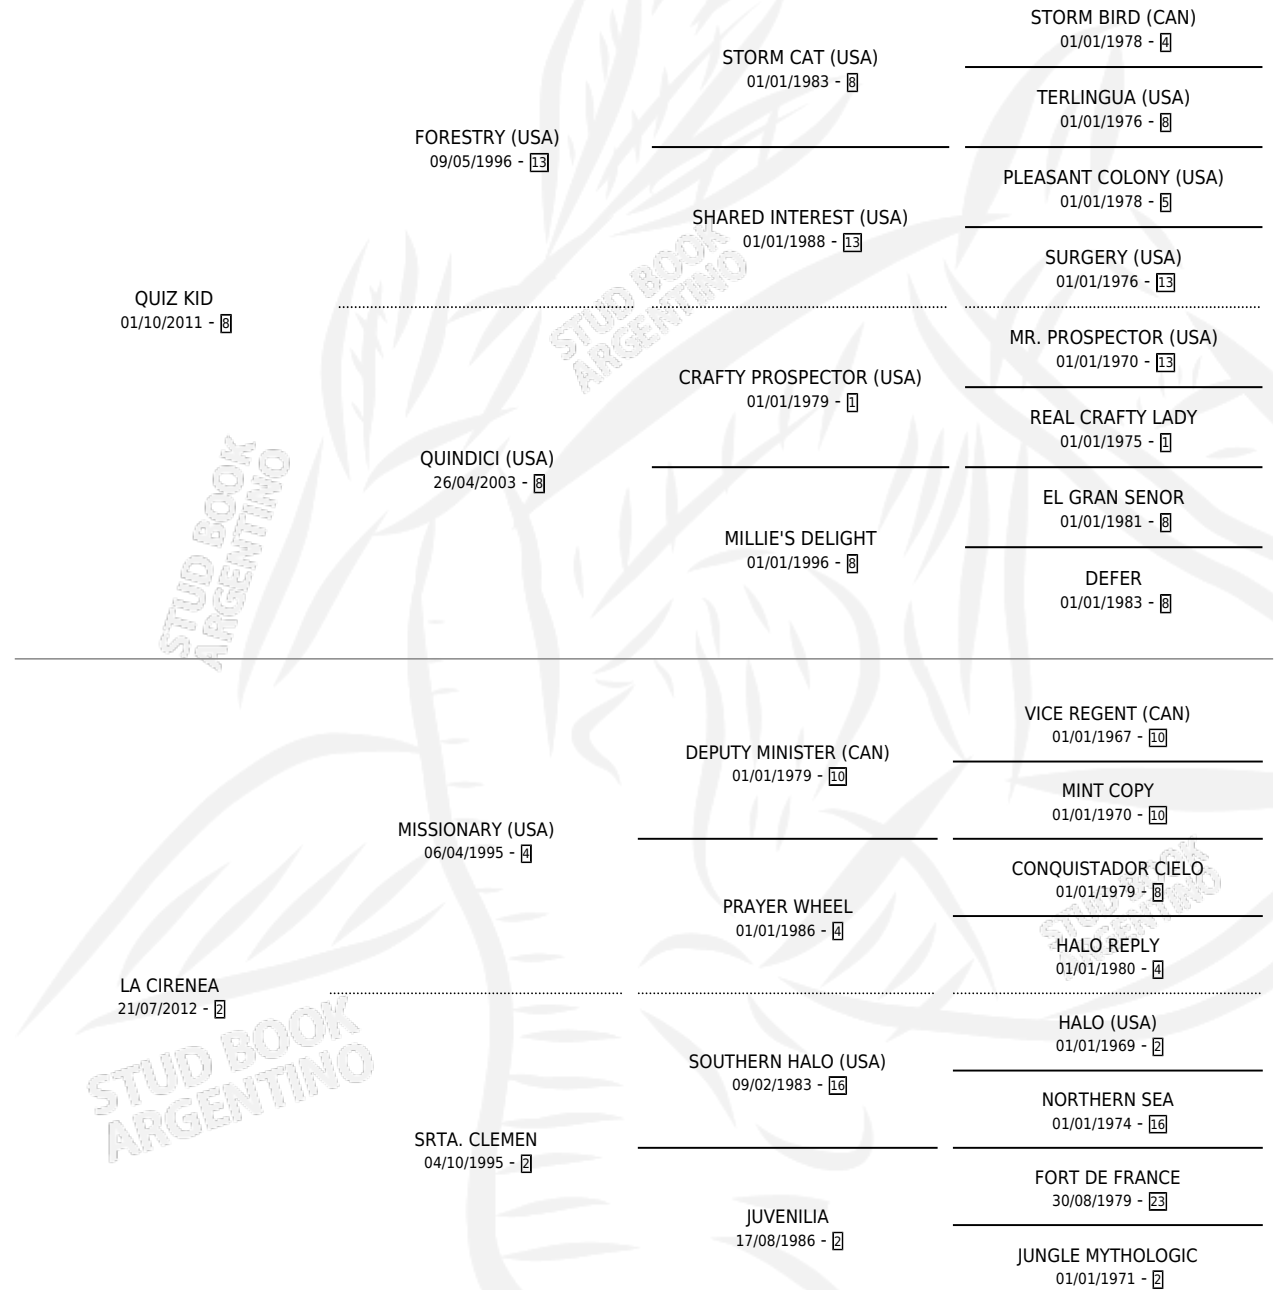 STORM BIRD (CAN)
01/01/1978 - 4
STORM CAT (USA)
01/01/1983 - 8
TERLINGUA (USA)
01/01/1976 - 8
FORESTRY (USA)
09/05/1996 - 13
PLEASANT COLONY (USA)
01/01/1978 - 5
SHARED INTEREST (USA)
01/01/1988 - 13
SURGERY (USA)
01/01/1976 - 13
QUIZ KID
01/10/2011 - 8
MR. PROSPECTOR (USA)
01/01/1970 - 13
CRAFTY PROSPECTOR (USA)
01/01/1979 - 1
REAL CRAFTY LADY
01/01/1975 - 1
QUINDICI (USA)
26/04/2003 - 8
EL GRAN SENOR
01/01/1981 - 8
MILLIE'S DELIGHT
01/01/1996 - 8
DEFER
01/01/1983 - 8
VICE REGENT (CAN)
01/01/1967 - 10
DEPUTY MINISTER (CAN)
01/01/1979 - 10
MINT COPY
01/01/1970 - 10
MISSIONARY (USA)
06/04/1995 - 4
CONQUISTADOR CIELO
01/01/1979 - 8
PRAYER WHEEL
01/01/1986 - 4
HALO REPLY
01/01/1980 - 4
LA CIRENEA
21/07/2012 - 2
HALO (USA)
01/01/1969 - 2
SOUTHERN HALO (USA)
09/02/1983 - 16
NORTHERN SEA
01/01/1974 - 16
SRTA. CLEMEN
04/10/1995 - 2
FORT DE FRANCE
30/08/1979 - 23
JUVENILIA
17/08/1986 - 2
JUNGLE MYTHOLOGIC
01/01/1971 - 2
STUD BOOK
ARGENTINO
STUD BOOK
ARGENTINO
STUD BOOK
ARGENTINO
STUD BOOK
ARGENTINO